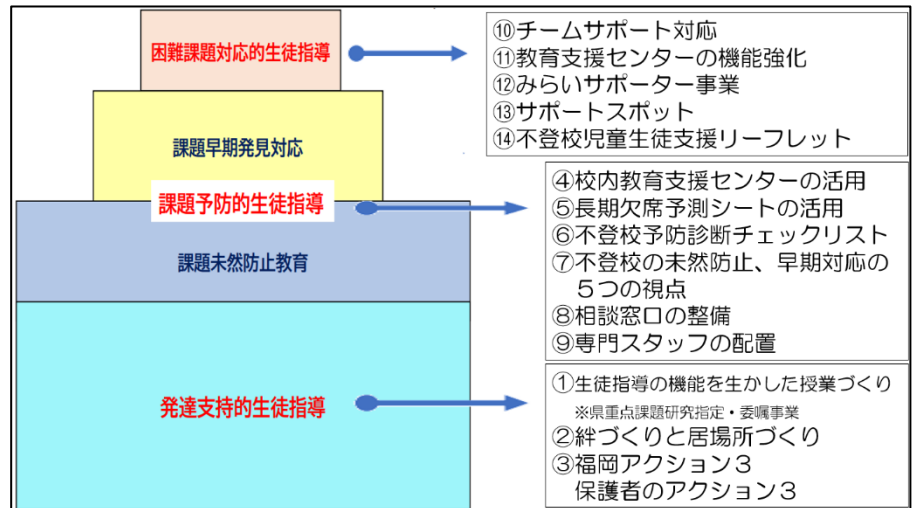 困難課題対応的生徒指導
⑩チームサポート対応
⑪教育支援センターの機能強化
⑫みらいサポーター事業
⑬サポートスポット
⑭不登校児童生徒支援リーフレット
課題早期発見対応
課題予防的生徒指導
課題未然防止教育
④校内教育支援センターの活用
⑤長期欠席予測シートの活用
⑥不登校予防診断チェックリスト
⑦不登校の未然防止、早期対応の
５つの視点
⑧相談窓口の整備
⑨専門スタッフの配置
発達支持的生徒指導
①生徒指導の機能を生かした授業づくり
※県重点課題研究指定・委嘱事業
②絆づくりと居場所づくり
③福岡アクション３
保護者のアクション３